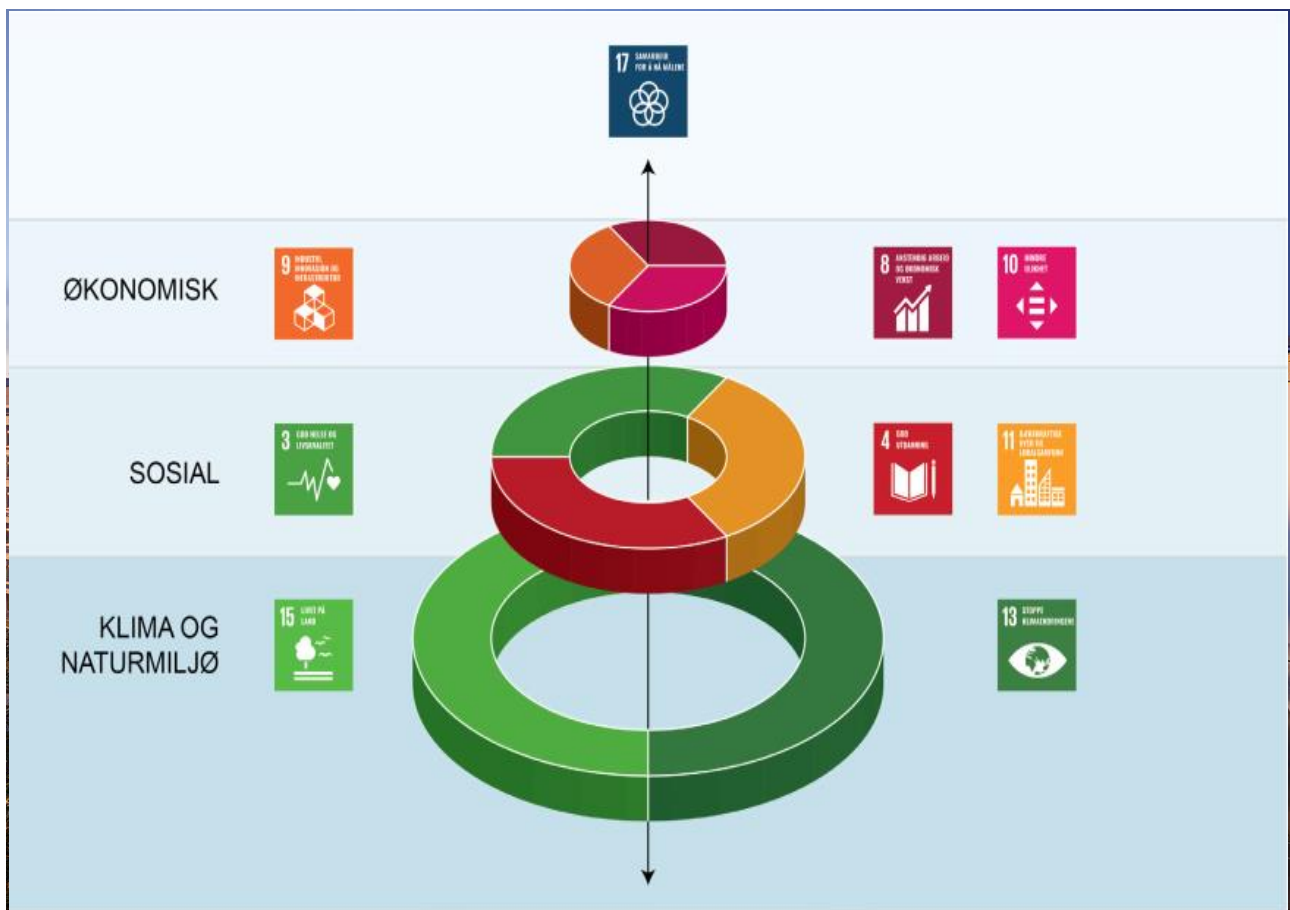 17 SAMARBEID
FOR Å NÅ MÅLENE
ØKONOMISK
9 INDUSTRI,
INNOVASJON OG
INFRASTRUKTUR
8 ANSTENDIG ARBEID
OG ØKONOMISK
VEKST
10 MINDRE
ULIKHET
SOSIAL
3 GOD HELSE OG
LIVSKVALITET
4 GOD
UTDANNING
11 BÆREKRAFTIGE
BYER OG
LOKALSAMFUNN
KLIMA OG
NATURMILJØ
15 LIVET PÅ
LAND
13 STOPPE
KLIMAENDRINGENE